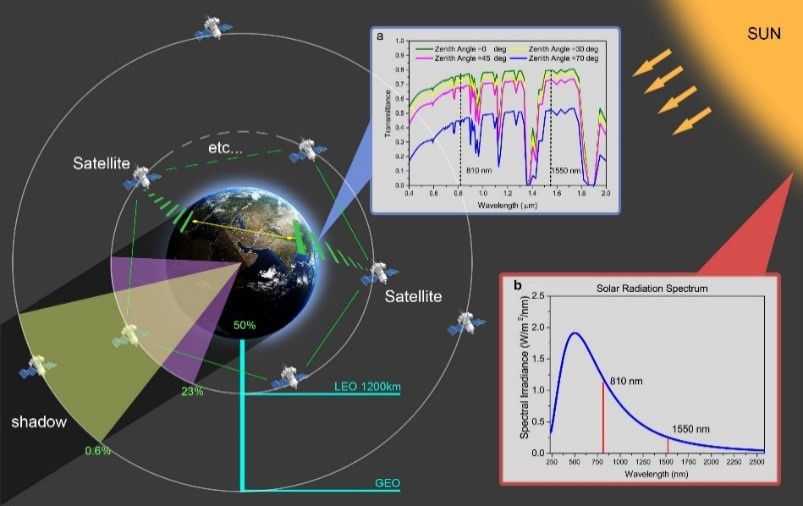 SUN
a
Zenith Angle =0 deg
Zenith Angle =30 deg
Zenith Angle =45 deg
Zenith Angle =70 deg
Transmittance
1.0
0.9
0.8
0.7
0.6
0.5
0.4
0.3
0.2
0.1
0.0
810 nm
1550 nm
0.4 0.6 0.8 1.0 1.2 1.4 1.6 1.8 2.0
Wavelength (μm)
etc...
Satellite
Satellite
50%
LEO 1200km
23%
shadow
0.6%
GEO
b
Solar Radiation Spectrum
Spectral Irradiance (W/m²/nm)
2.5
2.0
1.5
1.0
0.5
0.0
810 nm
1550 nm
250 500 750 1000 1250 1500 1750 2000 2250 2500
Wavelength (nm)